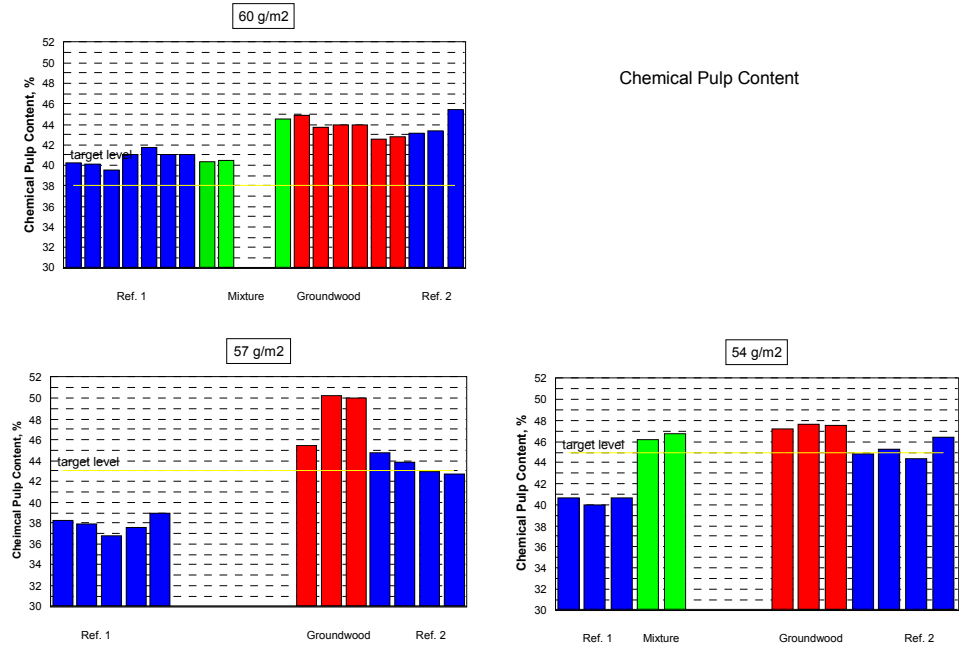 60 g/m2
Chemical Pulp Content
Chemical Pulp Content, %
52
50
48
46
44
42
40
38
36
34
32
30
target level
Ref. 1 Mixture Groundwood Ref. 2
57 g/m2
Cheimcal Pulp Content, %
52
50
48
46
44
42
40
38
36
34
32
30
target level
Ref. 1 Groundwood Ref. 2
54 g/m2
Chemical Pulp Content, %
52
50
48
46
44
42
40
38
36
34
32
30
target level
Ref. 1 Mixture Groundwood Ref. 2